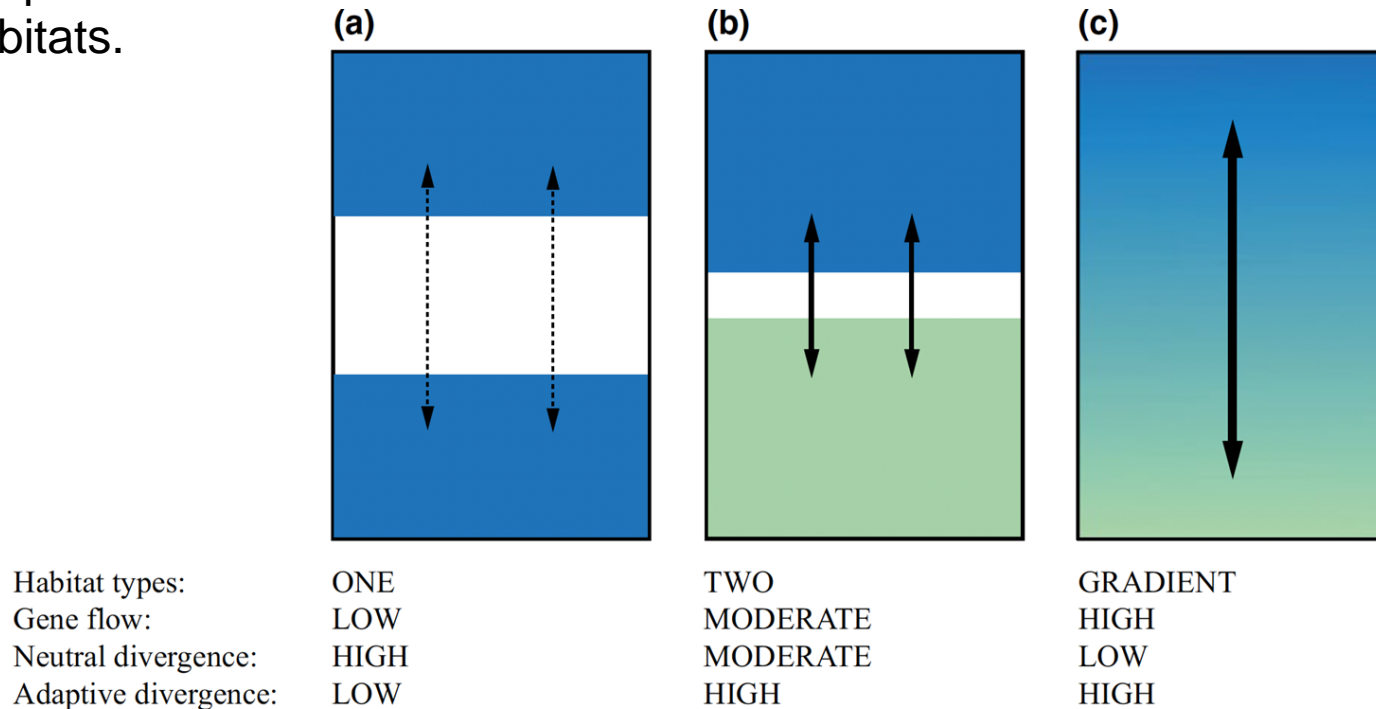 bitats.
(a) (b) (c)
Habitat types: ONE TWO GRADIENT
Gene flow: LOW MODERATE HIGH
Neutral divergence: HIGH MODERATE LOW
Adaptive divergence: LOW HIGH HIGH